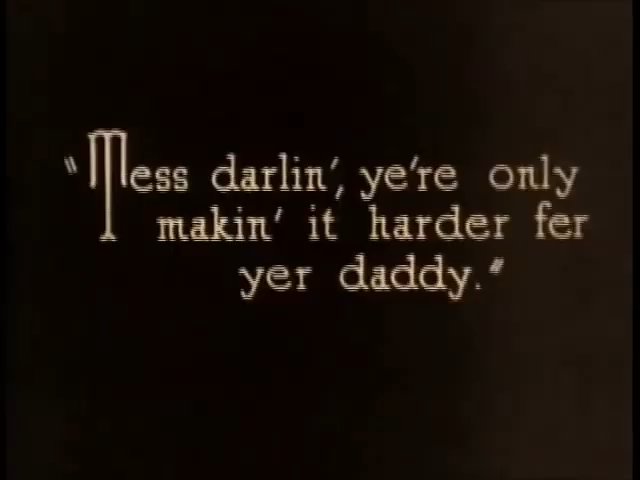 "Tess darlin', ye're only
makin' it harder fer
yer daddy."